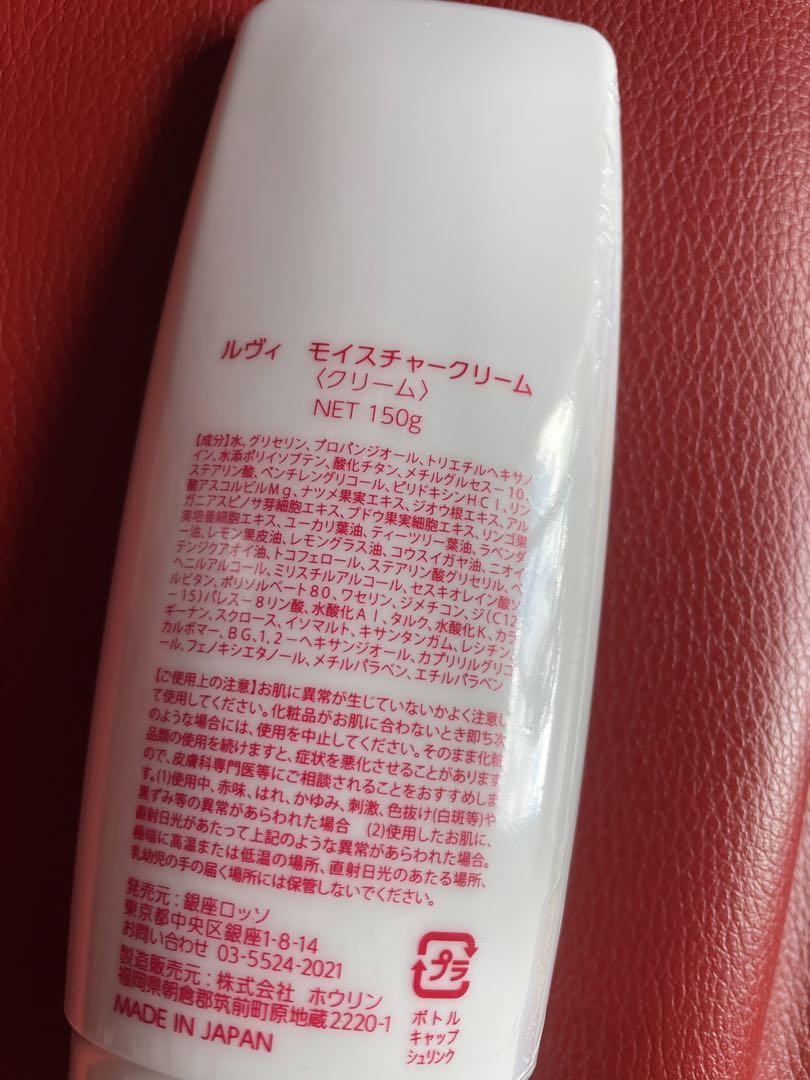 ルヴィ　モイスチャークリーム
〈クリーム〉
NET 150g
【成分】水、グリセリン、プロパンジオール、トリエチルヘキサノ
イン、水添ポリイソブテン、酸化チタン、メチルグルセス－10、
ステアリン酸、ペンチレングリコール、ピリドキシンHCl、リン
酸アスコルビルMg、ナツメ果実エキス、ジオウ根エキス、アル
ガニアスピノサ芽細胞エキス、ブドウ果実細胞エキス、リンゴ果
実培養細胞エキス、ユーカリ葉油、ティーツリー葉油、ラベンダ
ー油、レモン果皮油、レモングラス油、コウスイガヤ油、ニオイ
テンジクアオイ油、トコフェロール、ステアリン酸グリセリル、ベ
ヘニルアルコール、ミリスチルアルコール、セスキオレイン酸ソ
ルビタン、ポリソルベート80、ワセリン、ジメチコン、ジ（C12
－15）パレス－8リン酸、水酸化Al、タルク、水酸化K、カラ
ギーナン、スクロース、イソマルト、キサンタンガム、レシチン、
カルボマー、BG、1,2－ヘキサンジオール、カプリリルグリコ
ール、フェノキシエタノール、メチルパラベン、エチルパラベン
【ご使用上の注意】お肌に異常が生じていないかよく注意し
て使用してください。化粧品がお肌に合わないとき即ち次
のような場合には、使用を中止してください。そのまま化粧
品類の使用を続けますと、症状を悪化させることがあります
ので、皮膚科専門医等にご相談されることをおすすめしま
す。(1)使用中、赤味、はれ、かゆみ、刺激、色抜け(白斑等)や
黒ずみ等の異常があらわれた場合　(2)使用したお肌に、
直射日光があたって上記のような異常があらわれた場合。
極端に高温または低温の場所、直射日光のあたる場所、
乳幼児の手の届く場所には保管しないでください。
発売元：銀座ロッソ
東京都中央区銀座1-8-14
お問い合わせ 03-5524-2021
製造販売元：株式会社 ホウリン
福岡県朝倉郡筑前町原地蔵2220-1
MADE IN JAPAN
プラ
ボトル
キャップ
シュリンク